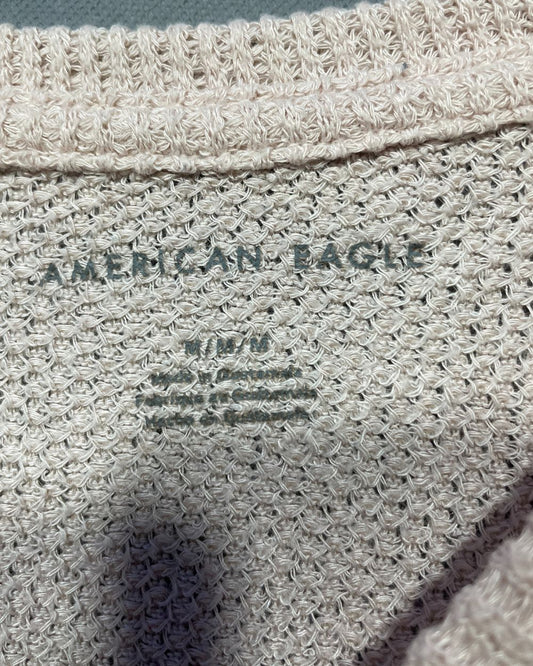 AMERICAN EAGLE
M/M/M
Made in Guatemala
Fabriqué au Guatemala
Hecho en Guatemala